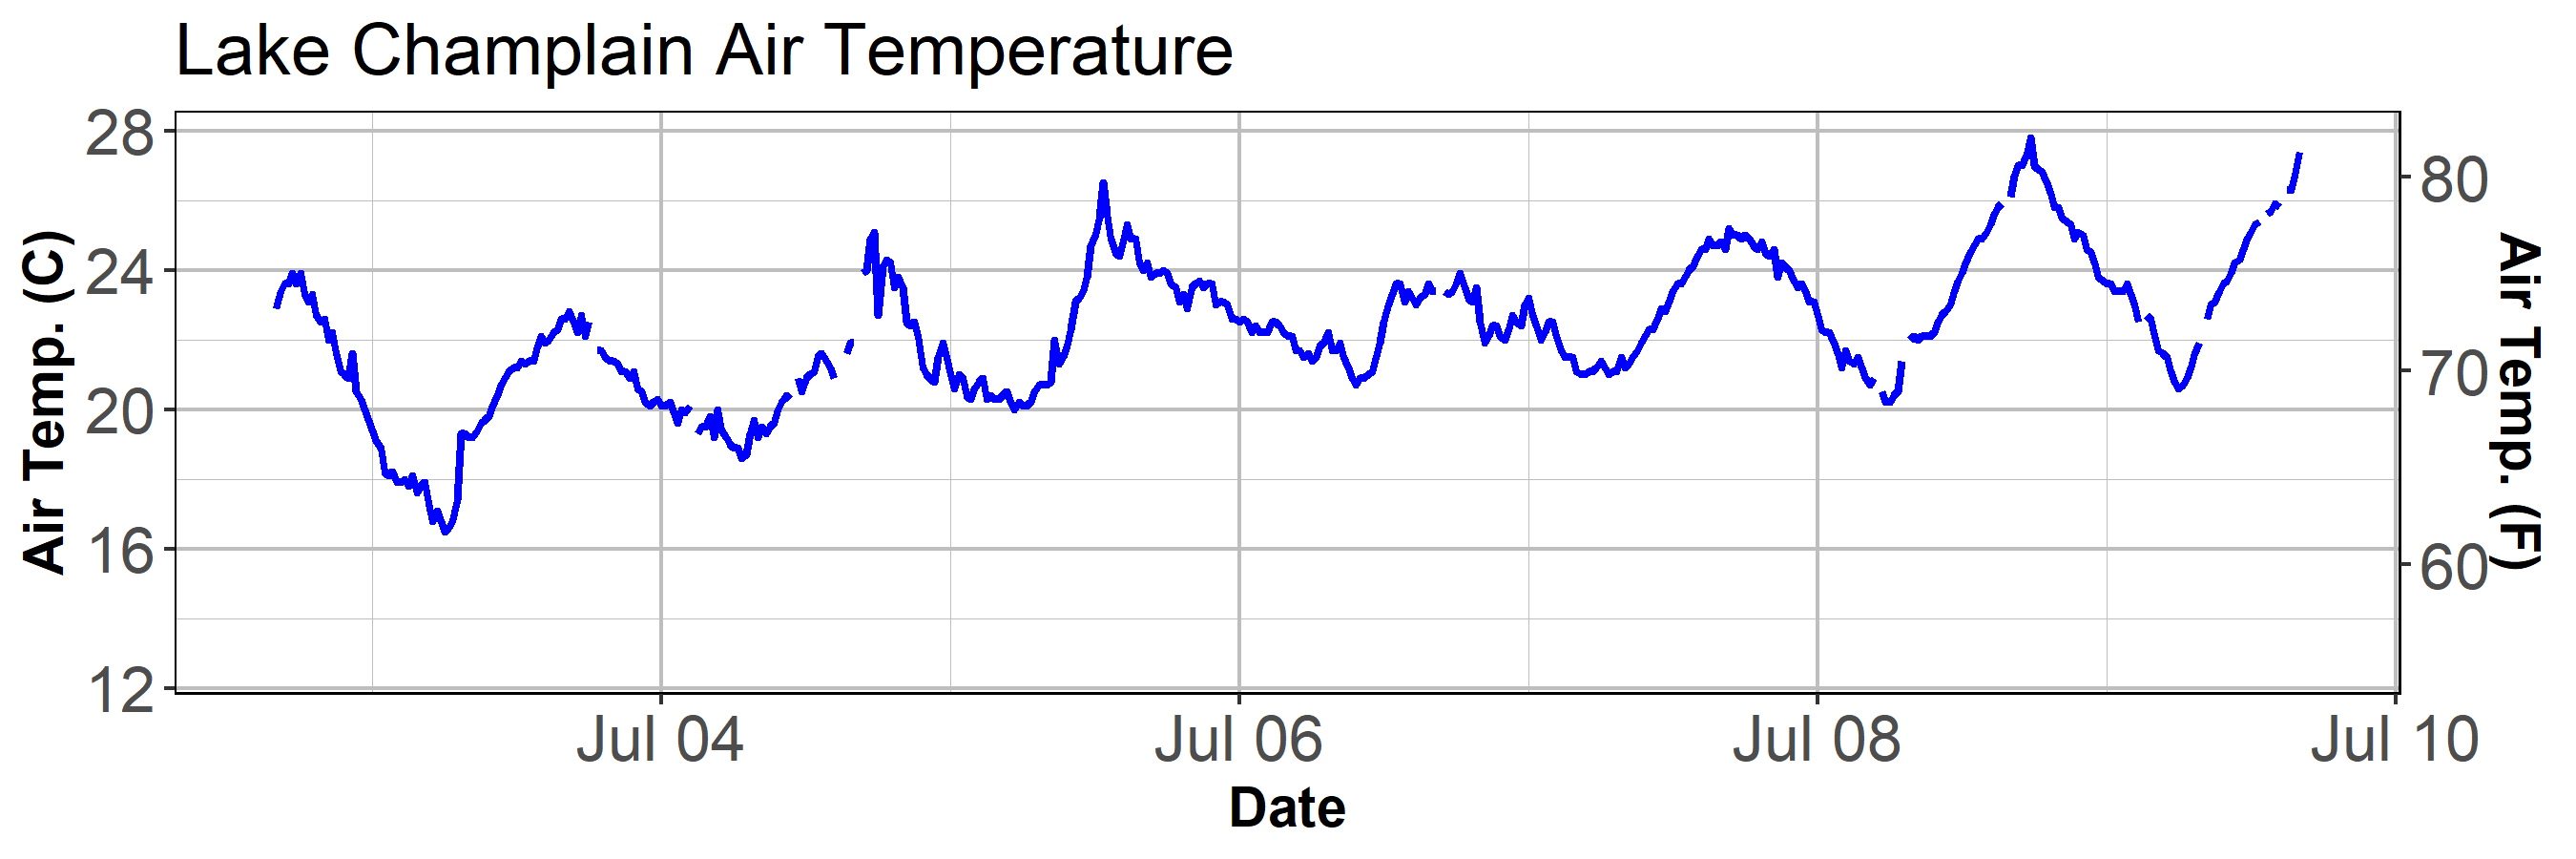 Lake Champlain Air Temperature
Air Temp. (C)
28
24
20
16
12
80
70
60
Air Temp. (F)
Jul 04 Jul 06 Jul 08 Jul 10
Date